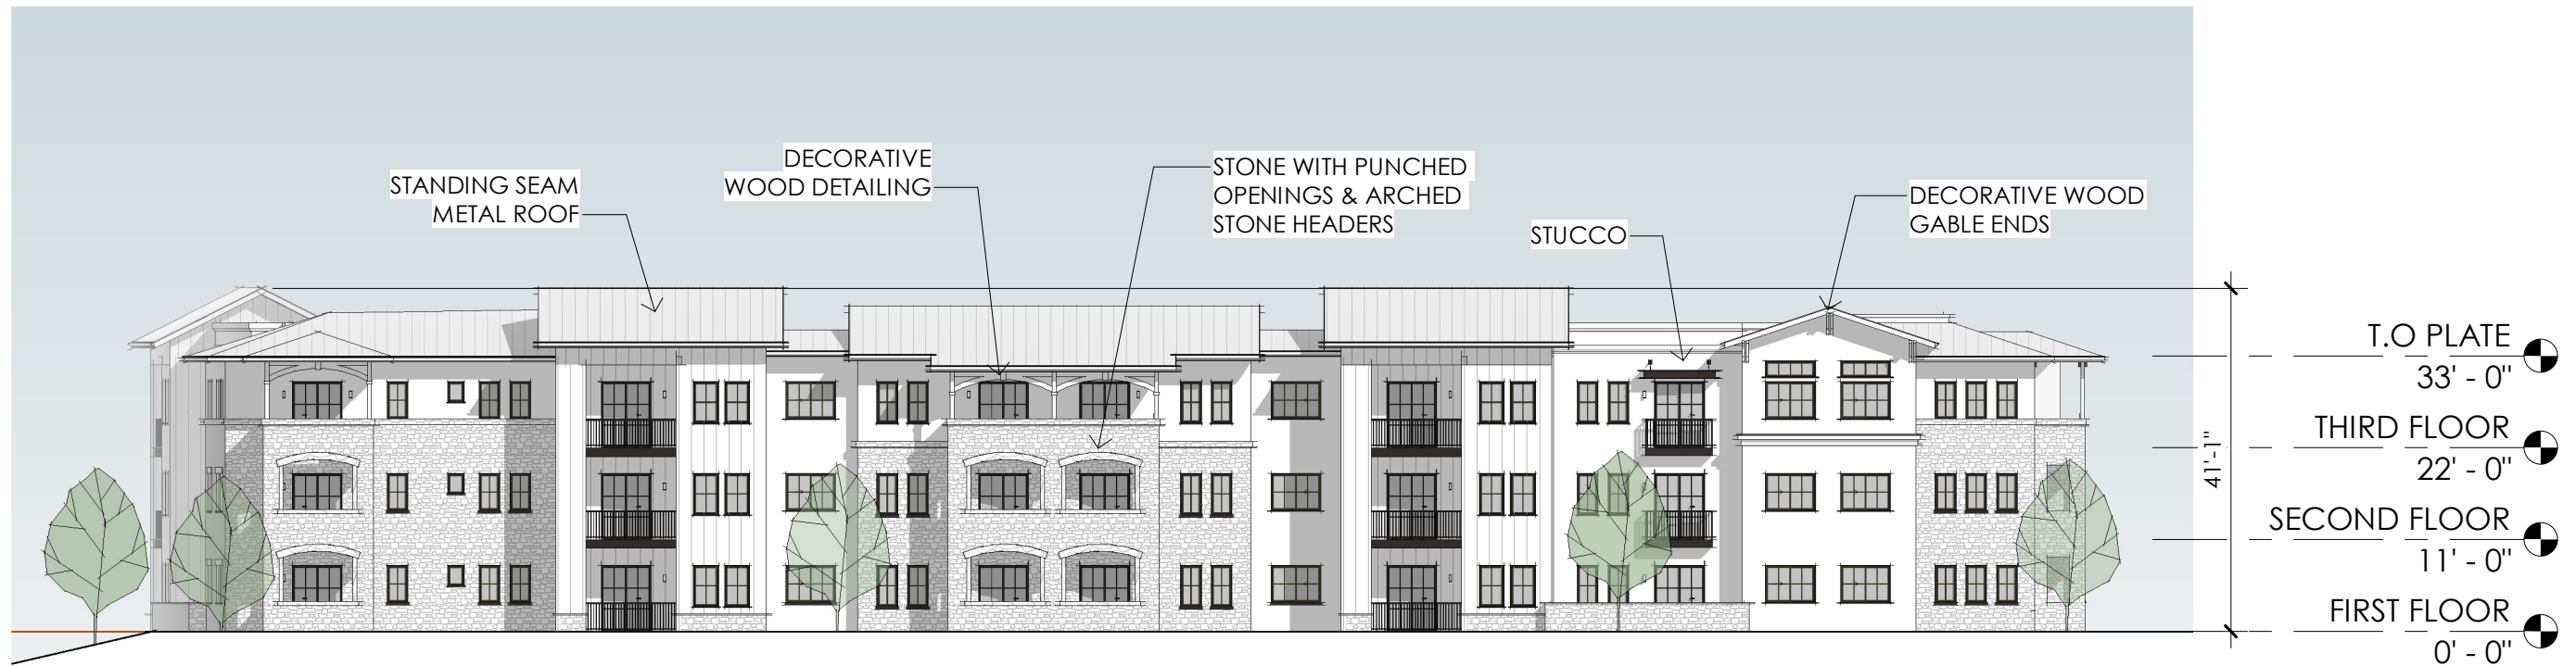 DECORATIVE
WOOD DETAILING
STANDING SEAM
METAL ROOF
STONE WITH PUNCHED
OPENINGS & ARCHED
STONE HEADERS
STUCCO
DECORATIVE WOOD
GABLE ENDS
41'-1"
T.O PLATE
33' - 0"
THIRD FLOOR
22' - 0"
SECOND FLOOR
11' - 0"
FIRST FLOOR
0' - 0"